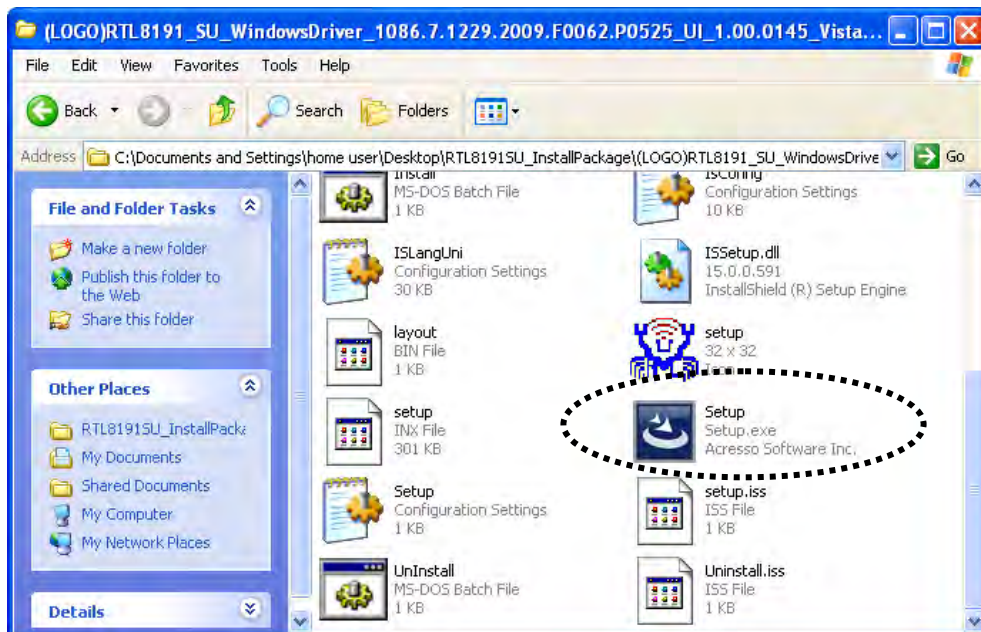 (LOGO)RTL8191_SU_WindowsDriver_1086.7.1229.2009.F0062.P0525_UI_1.00.0145_Vista...
File Edit View Favorites Tools Help
Back Search Folders
Address C:\Documents and Settings\home user\Desktop\RTL8191SU_InstallPackage\(LOGO)RTL8191_SU_WindowsDrive Go
File and Folder Tasks
Make a new folder
Publish this folder to
the Web
Share this folder
Other Places
RTL8191SU_InstallPacka
My Documents
Shared Documents
My Computer
My Network Places
Details
Install
MS-DOS Batch File
1 KB
ISConfig
Configuration Settings
10 KB
ISLangUni
Configuration Settings
30 KB
ISSetup.dll
15.0.0.591
InstallShield (R) Setup Engine
layout
BIN File
1 KB
setup
32 x 32
Icon
setup
INX File
301 KB
Setup
Setup.exe
Acresso Software Inc.
Setup
Configuration Settings
1 KB
setup.iss
ISS File
1 KB
UnInstall
MS-DOS Batch File
1 KB
Uninstall.iss
ISS File
1 KB